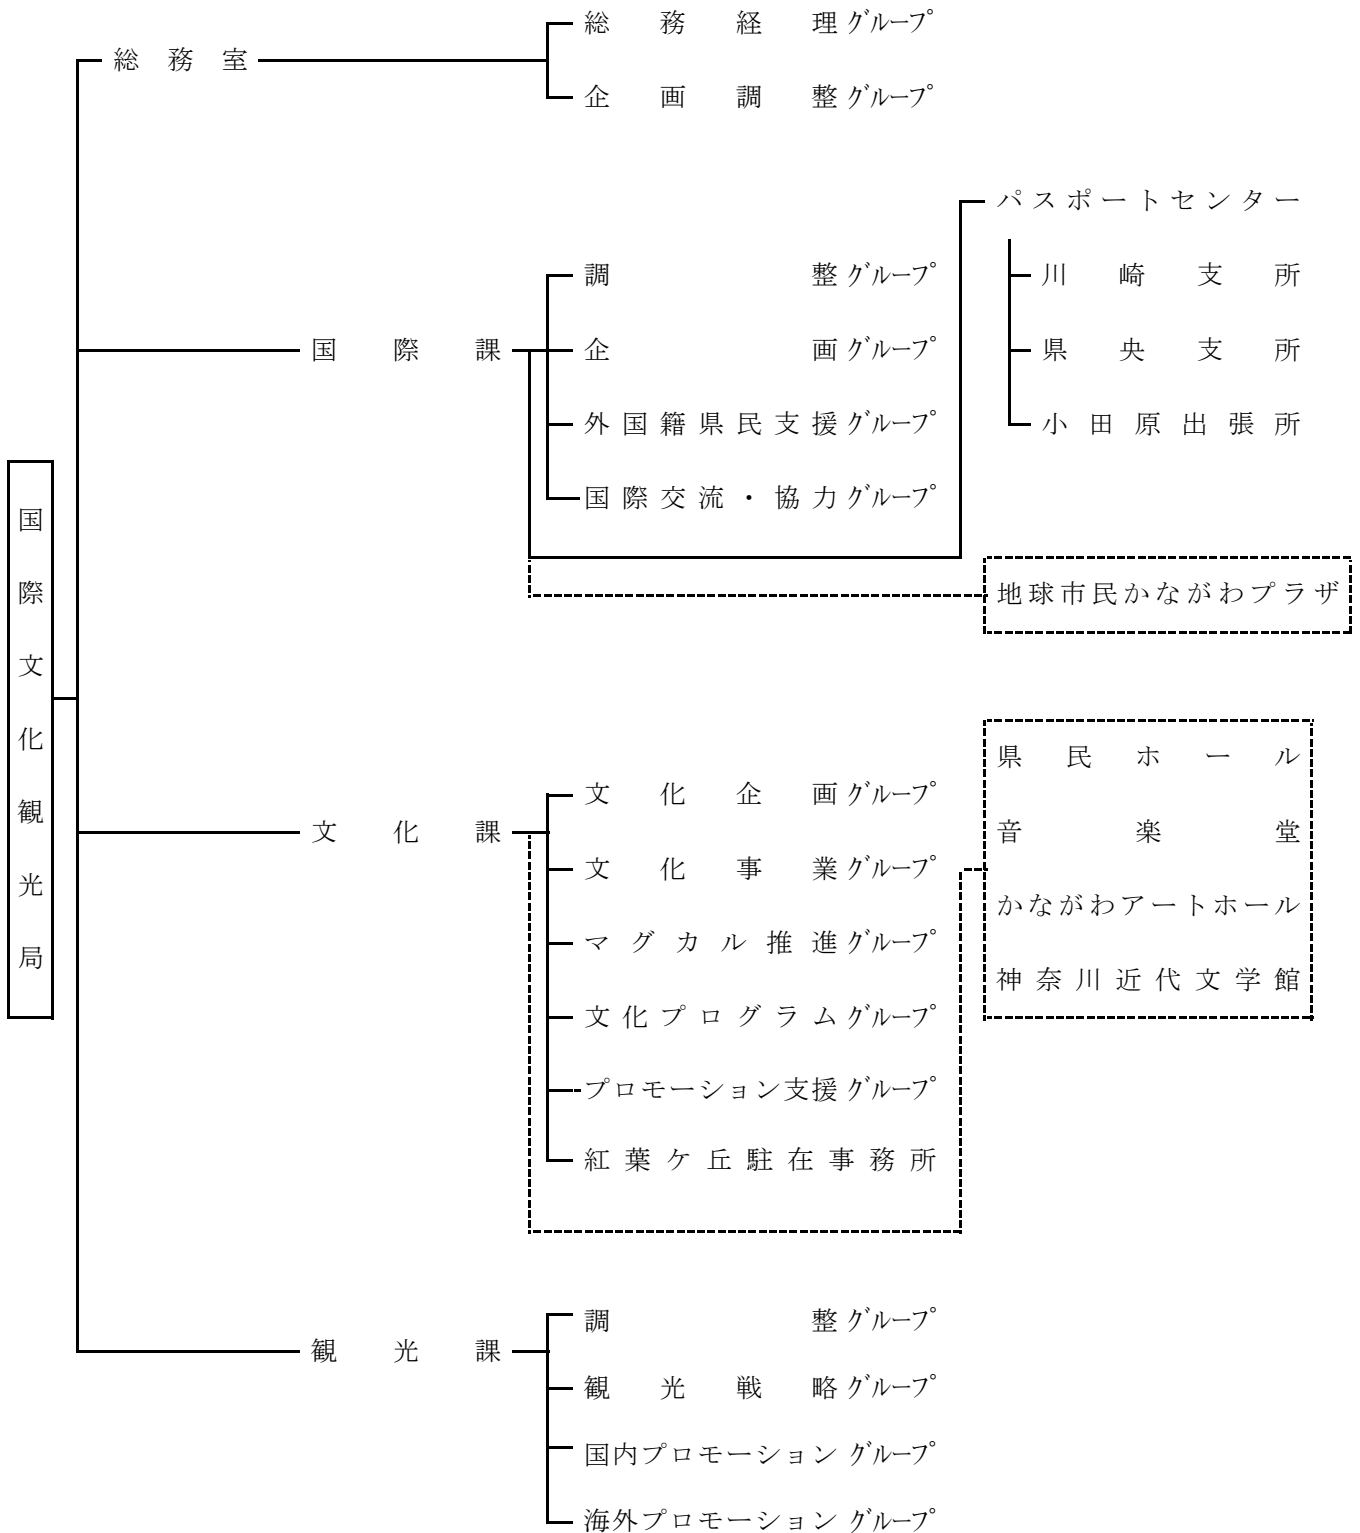 国際文化観光局
総務室
総務経理グループ
企画調整グループ
国際課
調整グループ
企画グループ
外国籍県民支援グループ
国際交流・協力グループ
パスポートセンター
川崎支所
県央支所
小田原出張所
地球市民かながわプラザ
文化課
文化企画グループ
文化事業グループ
マグカル推進グループ
文化プログラムグループ
プロモーション支援グループ
紅葉ケ丘駐在事務所
県民ホール
音楽堂
かながわアートホール
神奈川近代文学館
観光課
調整グループ
観光戦略グループ
国内プロモーショングループ
海外プロモーショングループ